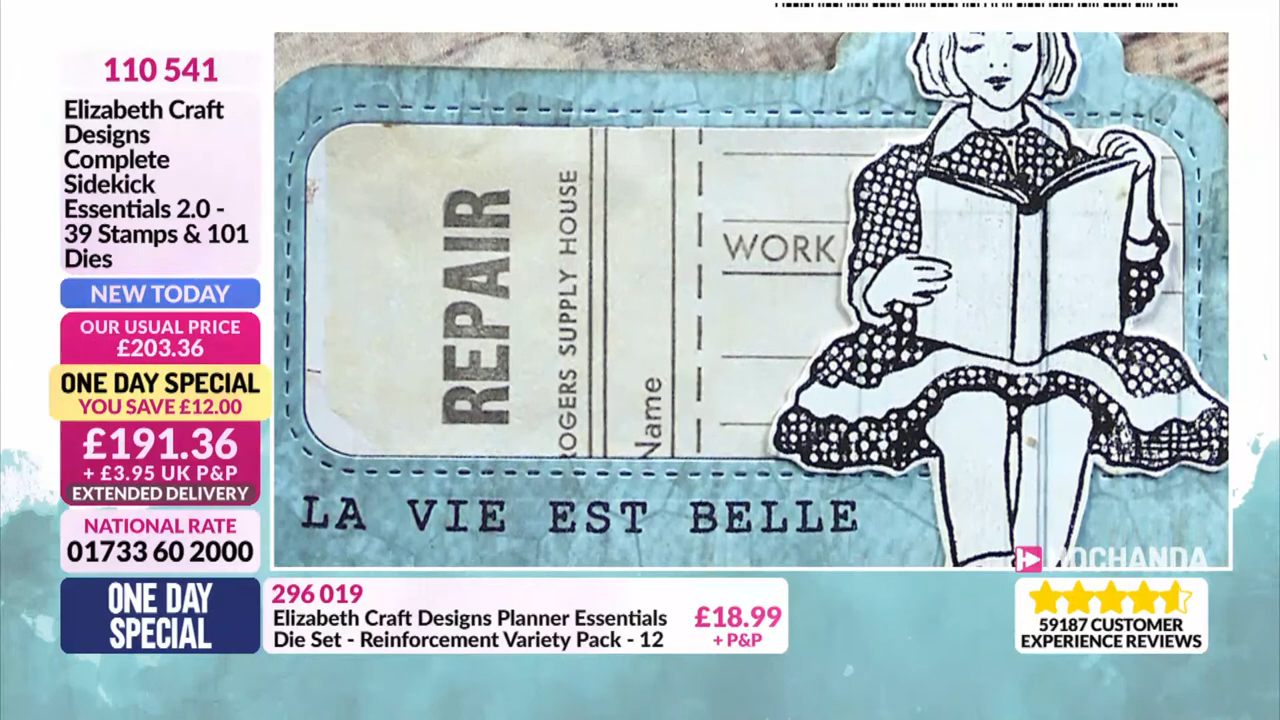 110 541
Elizabeth Craft
Designs
Complete
Sidekick
Essentials 2.0 -
39 Stamps & 101
Dies
NEW TODAY
OUR USUAL PRICE
£203.36
ONE DAY SPECIAL
YOU SAVE £12.00
£191.36
+ £3.95 UK P&P
EXTENDED DELIVERY
NATIONAL RATE
01733 60 2000
REPAIR
ROGERS SUPPLY HOUSE
Name
WORK
LA VIE EST BELLE
HOCHANDA
ONE DAY
SPECIAL
296 019
Elizabeth Craft Designs Planner Essentials
Die Set - Reinforcement Variety Pack - 12
£18.99
+ P&P
59187 CUSTOMER
EXPERIENCE REVIEWS